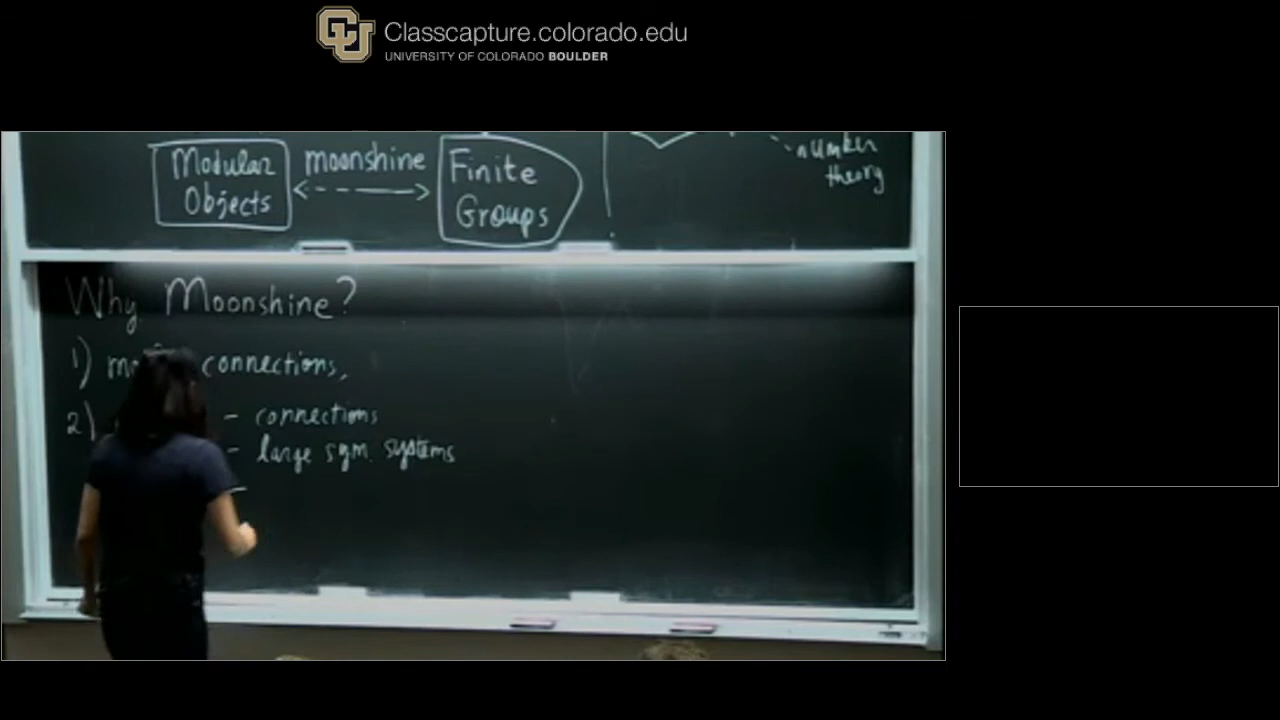 Classcapture.colorado.edu
UNIVERSITY OF COLORADO BOULDER
Modular
Objects
moonshine
Finite
Groups
number
theory
Why Moonshine?
1) connections,
2) - connections
- large sym. systems